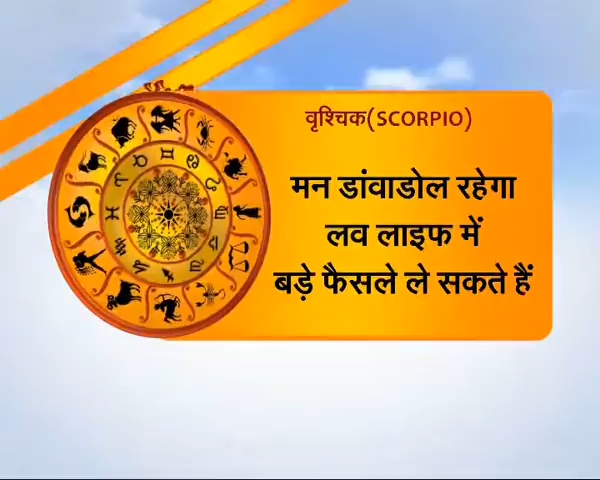 वृश्चिक(SCORPIO)
मन डांवाडोल रहेगा
लव लाइफ में
बड़े फैसले ले सकते हैं